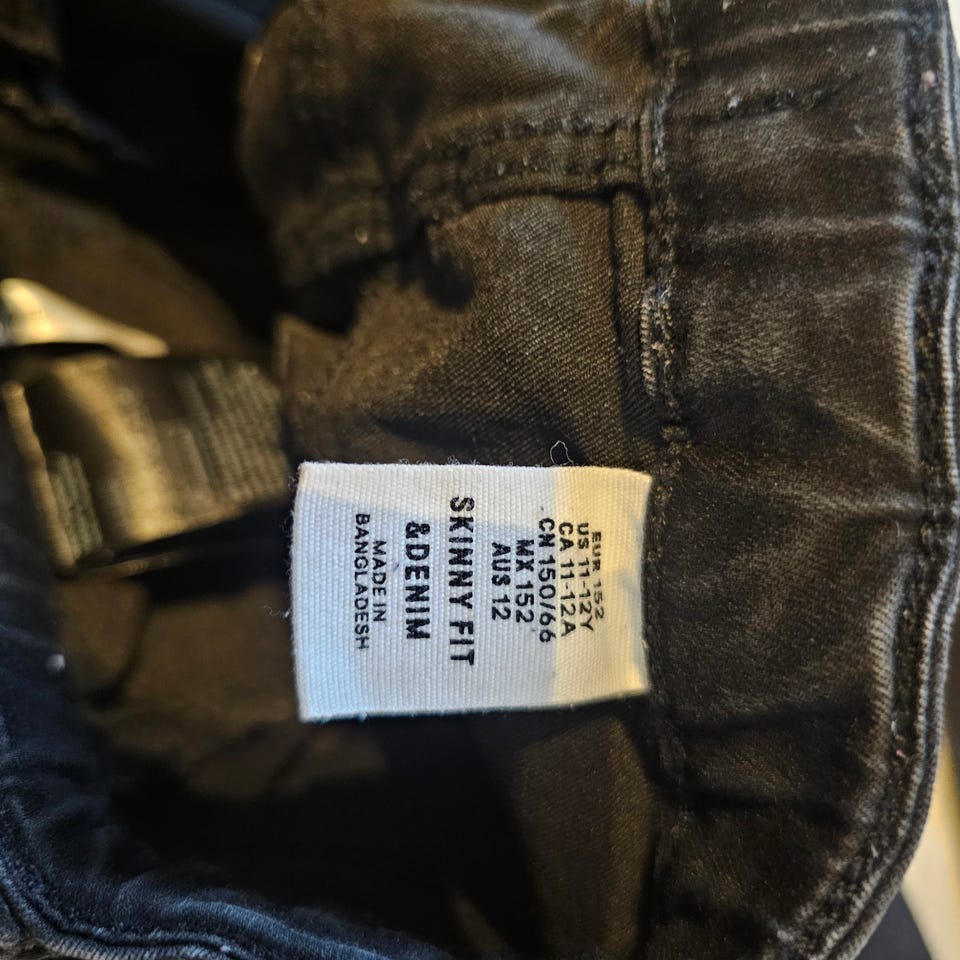 EUR 152
US 11-12Y
CA 11-12A
CN 150/66
MX 152
AUS 12
SKINNY FIT
&DENIM
MADE IN
BANGLADESH